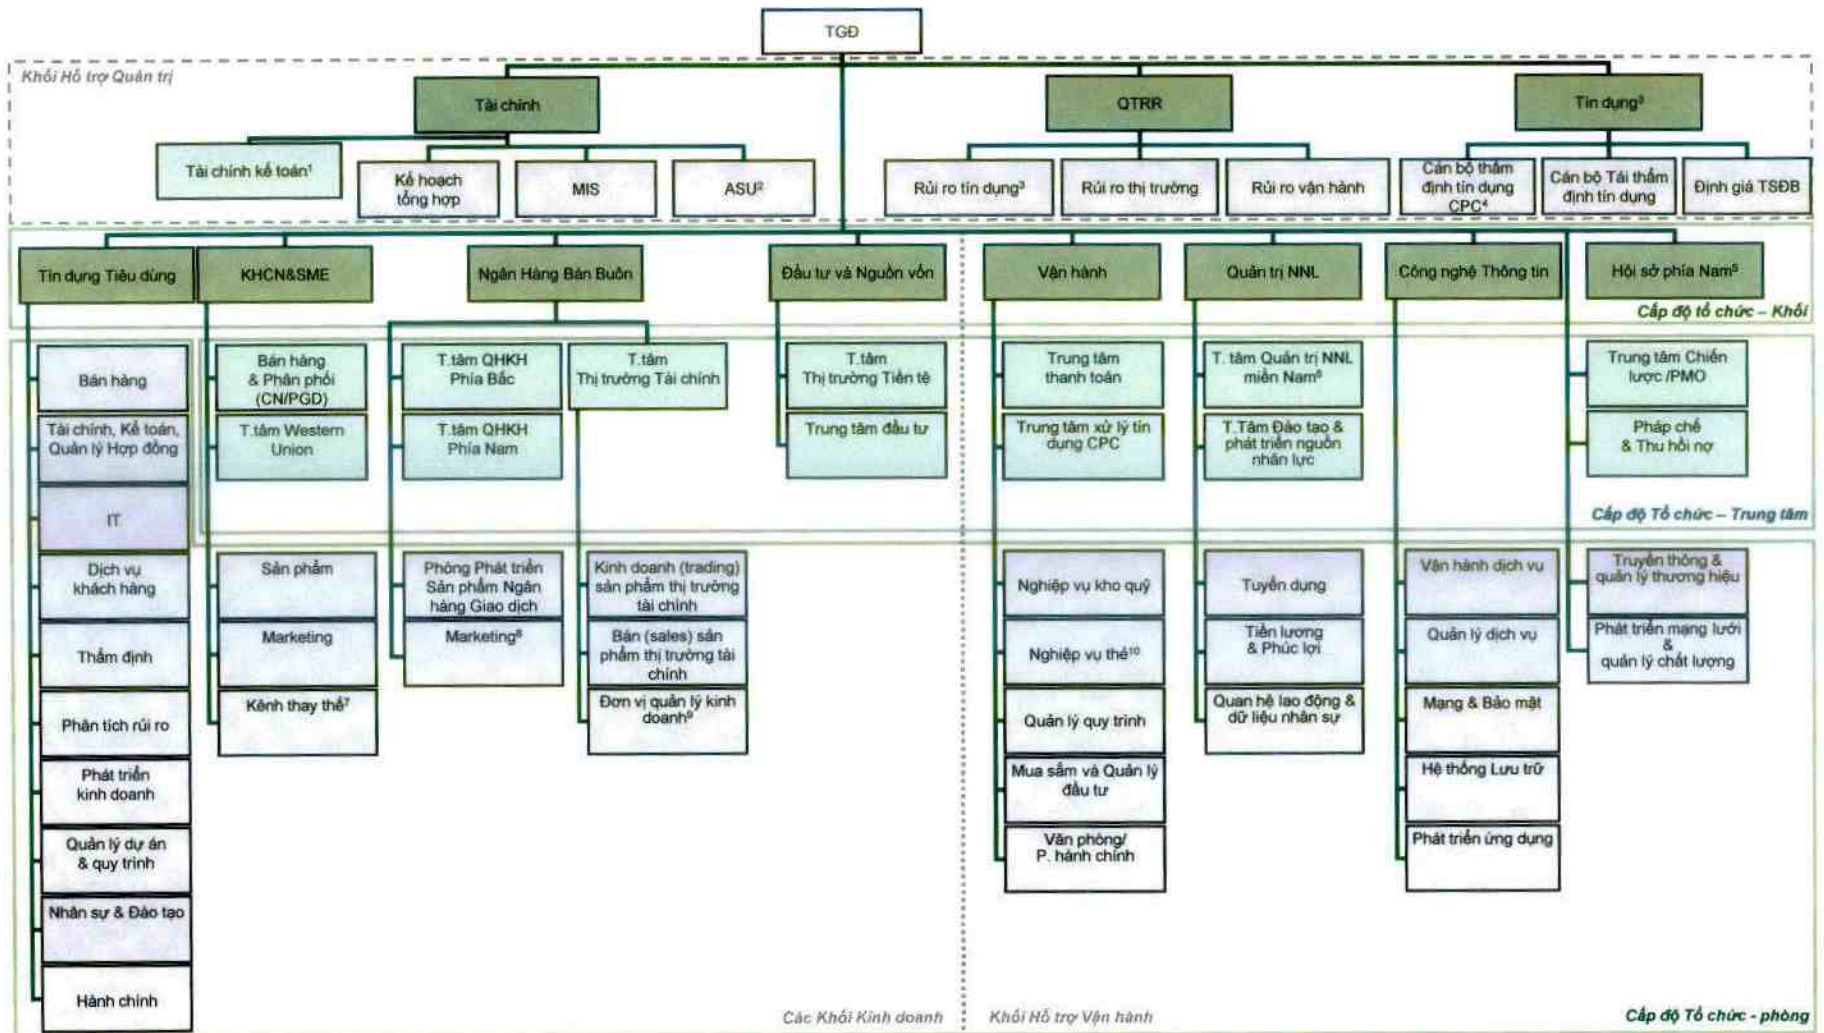 TGĐ
Khối Hỗ trợ Quản trị
Tài chính
QTRR
Tín dụng³
Tài chính kế toán¹
Kế hoạch
tổng hợp
MIS
ASU²
Rủi ro tín dụng³
Rủi ro thị trường
Rủi ro vận hành
Cán bộ thẩm
định tín dụng
CPC⁴
Cán bộ Tái thẩm
định tín dụng
Định giá TSĐB
Tín dụng Tiêu dùng
KHCN&SME
Ngân Hàng Bán Buôn
Đầu tư và Nguồn vốn
Vận hành
Quản trị NNL
Công nghệ Thông tin
Hội sở phía Nam⁵
Cấp độ tổ chức – Khối
Bán hàng
Tài chính, Kế toán,
Quản lý Hợp đồng
IT
Dịch vụ
khách hàng
Thẩm định
Phân tích rủi ro
Phát triển
kinh doanh
Quản lý dự án
& quy trình
Nhân sự & Đào tạo
Hành chính
Bán hàng
& Phân phối
(CN/PGD)
T.tâm Western
Union
Sản phẩm
Marketing
Kênh thay thế⁷
T.tâm QHKH
Phía Bắc
T.tâm QHKH
Phía Nam
Phòng Phát triển
Sản phẩm Ngân
hàng Giao dịch
Marketing⁸
T.tâm
Thị trường Tài chính
Kinh doanh (trading)
sản phẩm thị trường
tài chính
Bán (sales) sản
phẩm thị trường tài
chính
Đơn vị quản lý kinh
doanh⁹
T.tâm
Thị trường Tiền tệ
Trung tâm đầu tư
Trung tâm
thanh toán
Trung tâm xử lý tín
dụng CPC
Nghiệp vụ kho quỹ
Nghiệp vụ thẻ¹⁰
Quản lý quy trình
Mua sắm và Quản lý
đầu tư
Văn phòng/
P. hành chính
T. tâm Quản trị NNL
miền Nam⁶
T.Tâm Đào tạo &
phát triển nguồn
nhân lực
Tuyển dụng
Tiền lương
& Phúc lợi
Quan hệ lao động &
dữ liệu nhân sự
Vận hành dịch vụ
Quản lý dịch vụ
Mạng & Bảo mật
Hệ thống Lưu trữ
Phát triển ứng dụng
Trung tâm Chiến
lược /PMO
Pháp chế
& Thu hồi nợ
Cấp độ Tổ chức – Trung tâm
Truyền thông &
quản lý thương hiệu
Phát triển mạng lưới
&
quản lý chất lượng
Các Khối Kinh doanh
Khối Hỗ trợ Vận hành
Cấp độ Tổ chức - phòng